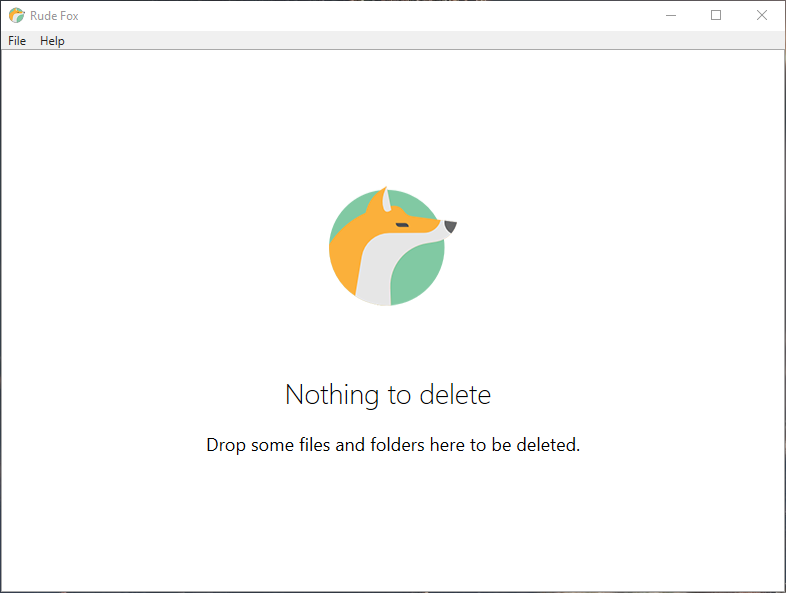 Rude Fox
File Help
Nothing to delete
Drop some files and folders here to be deleted.